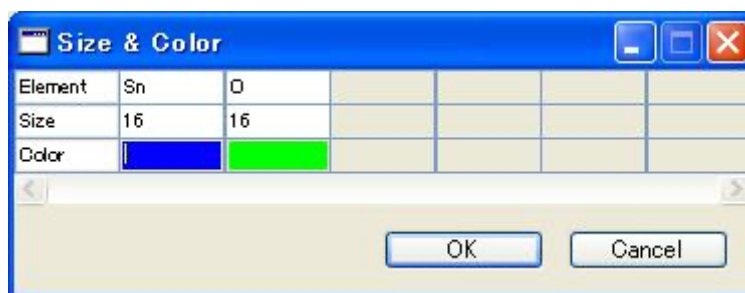 Size & Color
Element Sn O
Size 16 16
Color
OK Cancel